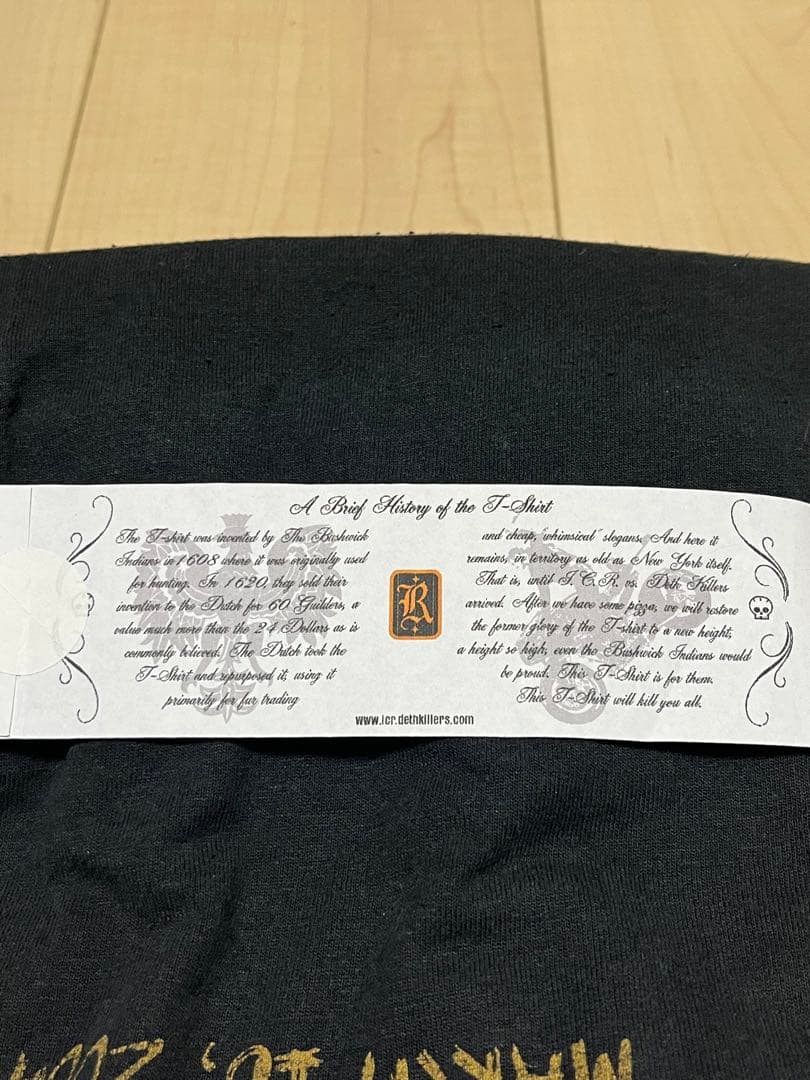 A Brief History of the T-Shirt
The T-shirt was invented by The Bushwick
Indians in 1608 where it was originally used
for hunting. In 1620, they sold their
invention to the Dutch for 60 Guilders, a
value much more than the 24 Dollars as is
commonly believed. The Dutch took the
T-Shirt and repurposed it, using it
primarily for fur trading
R
and cheap, "whimsical" slogans. And here it
remains, in territory as old as New York itself.
That is, until I.C.R. vs. Deth Killers
arrived. After we have some pizza, we will restore
the former glory of the T-shirt to a new height,
a height so high, even the Bushwick Indians would
be proud. This T-Shirt is for them.
This T-Shirt will kill you all.
www.icr.dethkillers.com